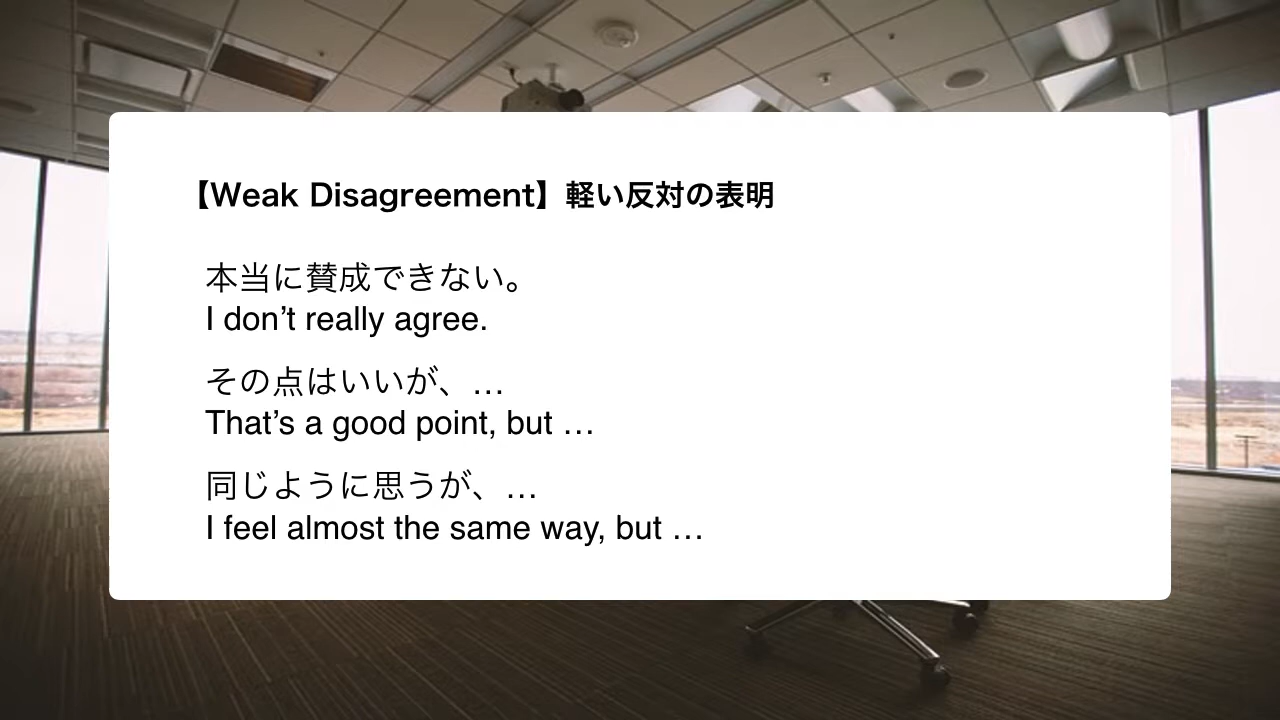 【Weak Disagreement】軽い反対の表明
本当に賛成できない。
I don’t really agree.
その点はいいが、…
That’s a good point, but …
同じように思うが、…
I feel almost the same way, but …